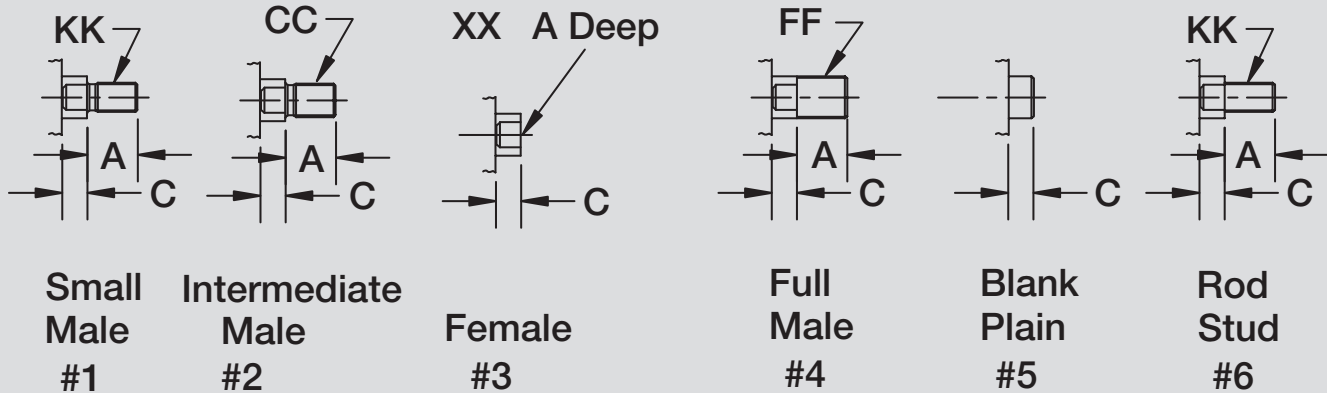 KK
A
C
Small
Male
#1
CC
A
C
Intermediate
Male
#2
XX A Deep
C
Female
#3
FF
A
C
Full
Male
#4
C
Blank
Plain
#5
KK
A
C
Rod
Stud
#6